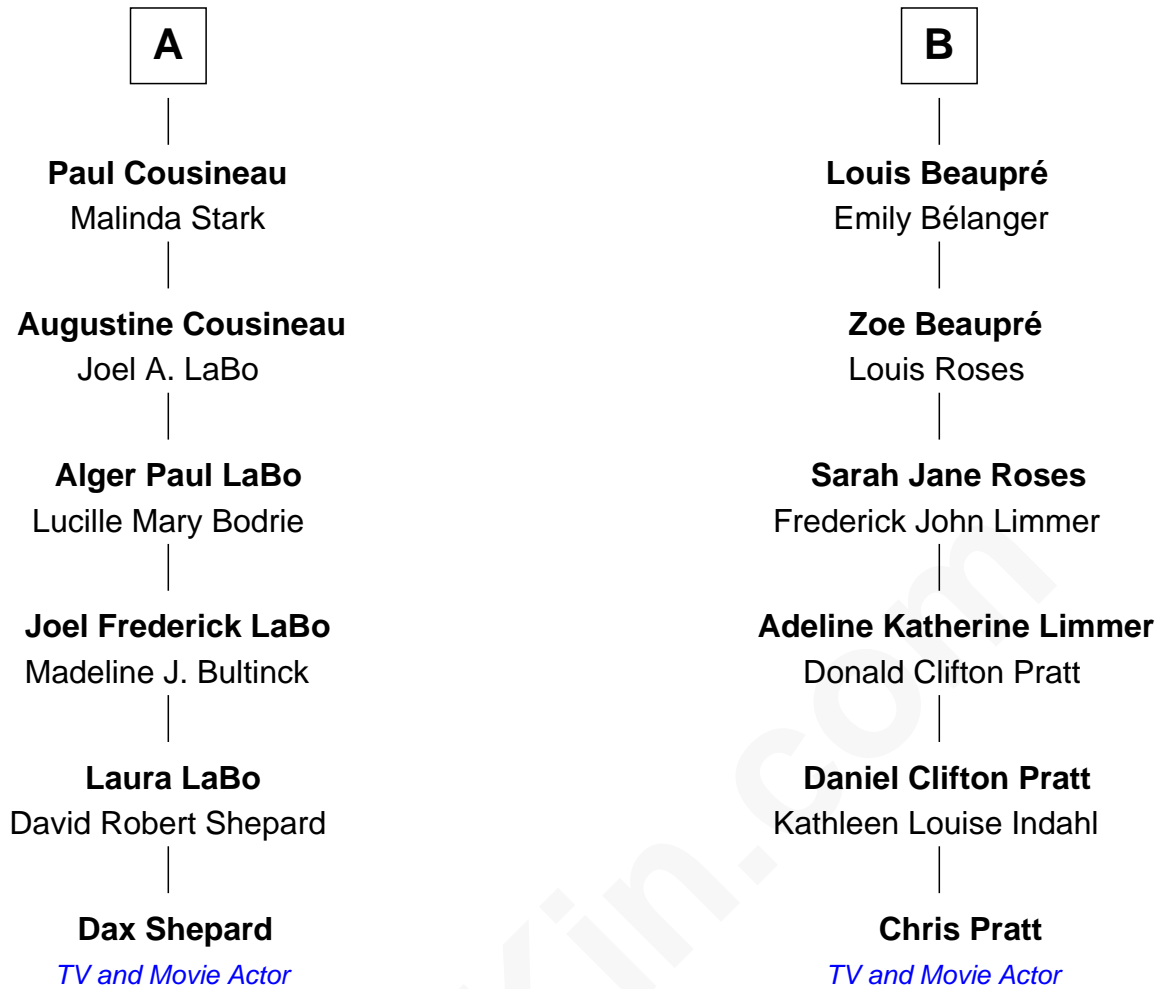 A
Paul Cousineau
Malinda Stark
Augustine Cousineau
Joel A. LaBo
Alger Paul LaBo
Lucille Mary Bodrie
Joel Frederick LaBo
Madeline J. Bultinck
Laura LaBo
David Robert Shepard
Dax Shepard
TV and Movie Actor
B
Louis Beaupré
Emily Bélanger
Zoe Beaupré
Louis Roses
Sarah Jane Roses
Frederick John Limmer
Adeline Katherine Limmer
Donald Clifton Pratt
Daniel Clifton Pratt
Kathleen Louise Indahl
Chris Pratt
TV and Movie Actor
Kin.com